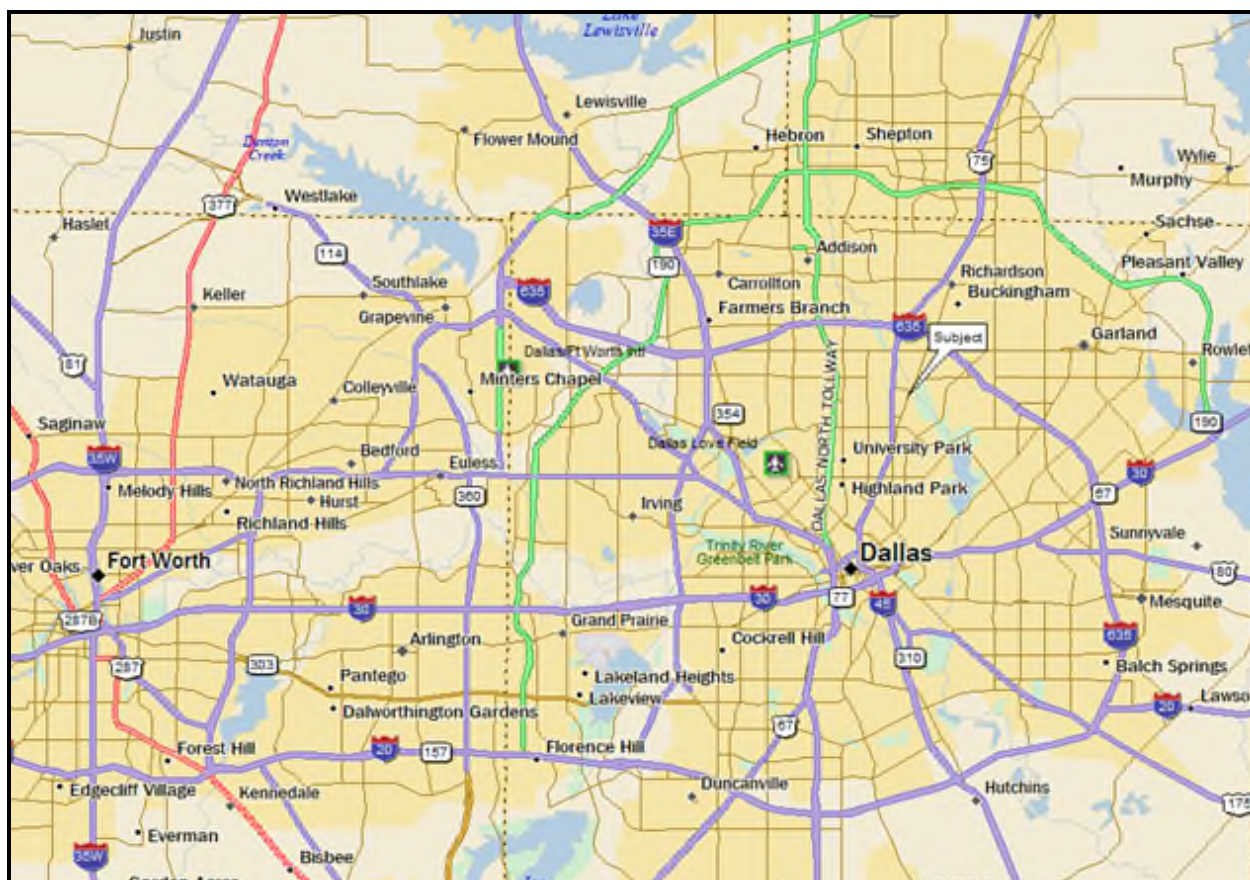 Lake
Lewisville
Justin
Lewisville
Flower Mound
Hebron
Shepton
Denton
Creek
75
Wylie
Murphy
377
Westlake
Haslet
35E
Sachse
114
190
Addison
Carrollton
Pleasant Valley
Southlake
Richardson
Buckingham
Keller
635
Grapevine
Farmers Branch
635
Subject
Garland
Dallas/Ft Worth Intl
81
Rowlet
Watauga
Colleyville
Minters Chapel
DALLAS NORTH TOLLWAY
354
190
Saginaw
Dallas Love Field
University Park
35W
Bedford
Euless
30
Melody Hills
North Richland Hills
Highland Park
67
Hurst
360
Irving
Richland Hills
Sunnyvale
Trinity River
Greenbelt Park
Dallas
ver Oaks
Fort Worth
80
30
30
77
45
Mesquite
287B
Grand Prairie
635
Arlington
Cockrell Hill
310
287
303
Balch Springs
Pantego
Lakeland Heights
Lakeview
20
Lawso
Dalworthington Gardens
67
Forest Hill
20
157
Florence Hill
Duncanville
Edgecliff Village
Kennedale
Hutchins
175
Everman
35W
Bisbee